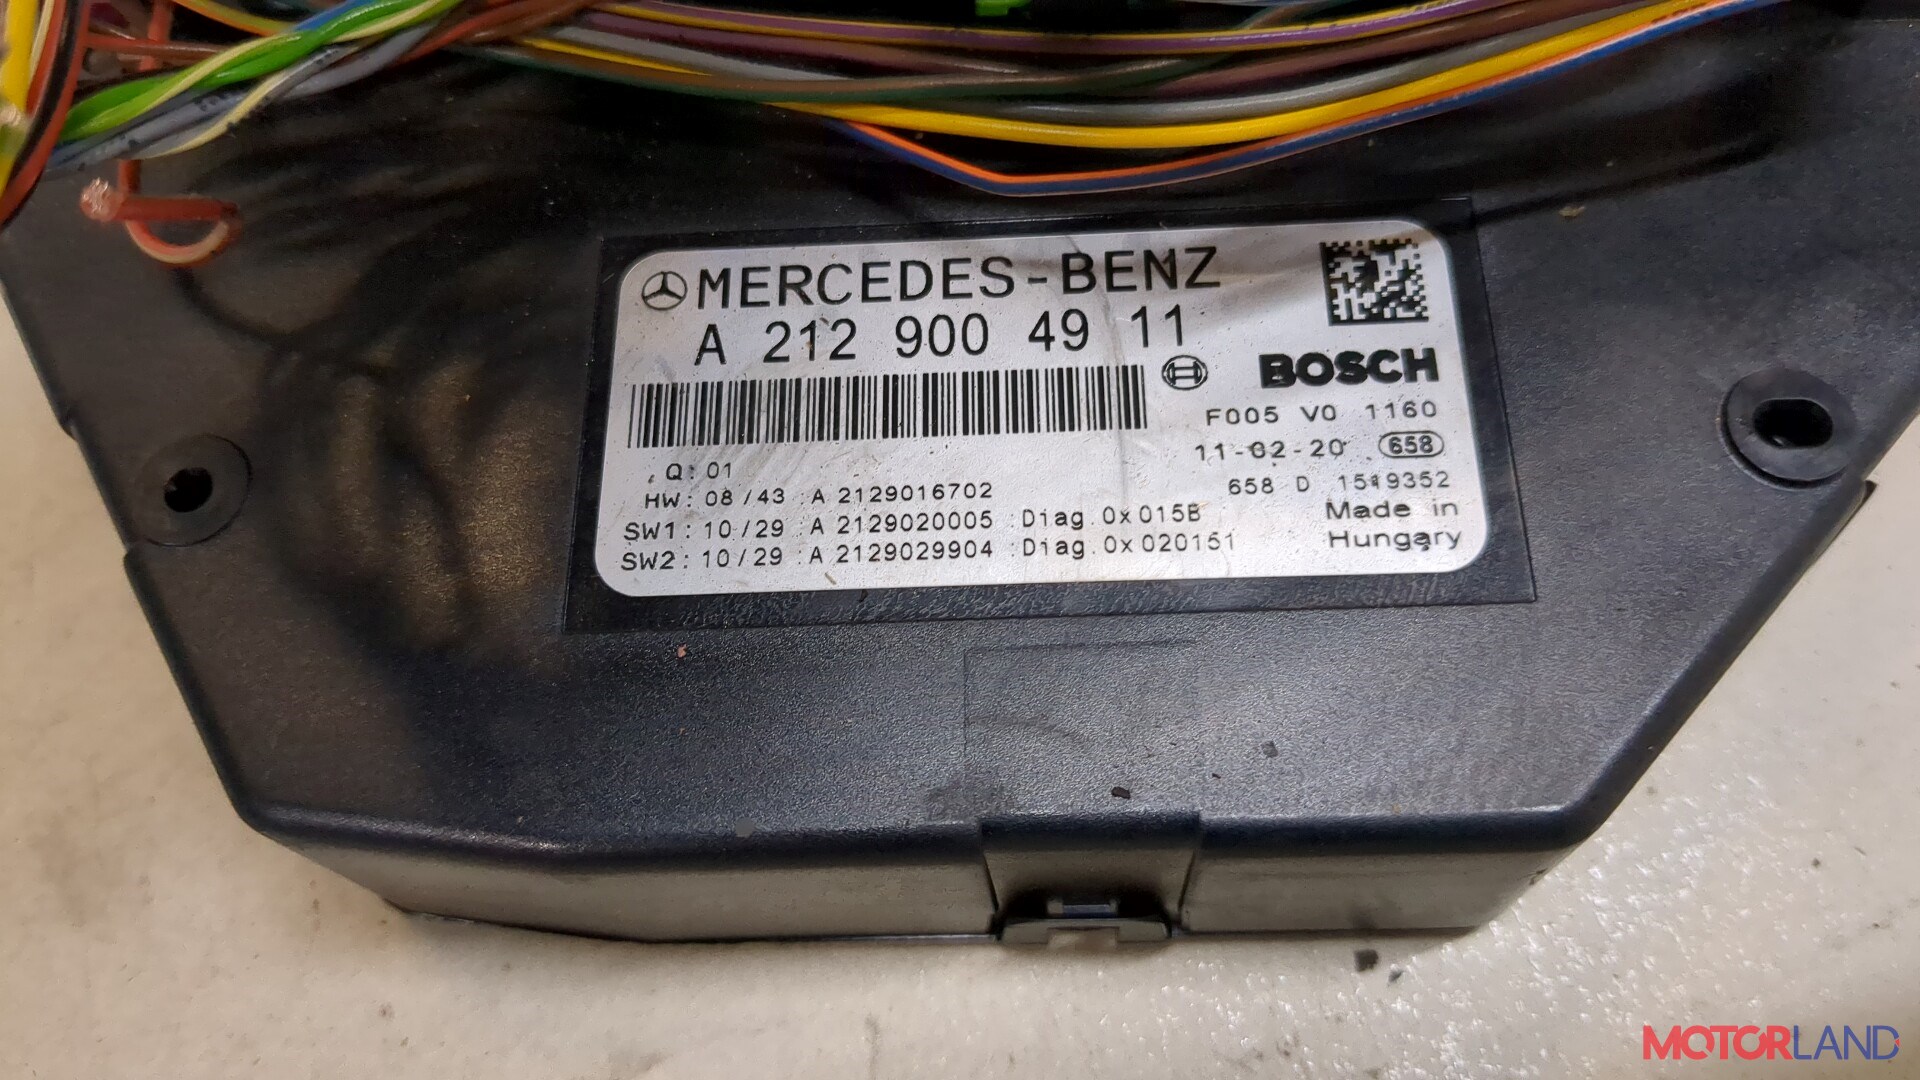 MERCEDES-BENZ
A 212 900 49 11
BOSCH
F005 V0 1160
11-02-20 658
Q: 01
HW: 08/43 :A 2129016702
658 D 1519352
SW1: 10/29 :A 2129020005 :Diag.0x015B
Made in
SW2: 10/29 :A 2129029904 :Diag.0x020151
Hungary
MOTORLAND